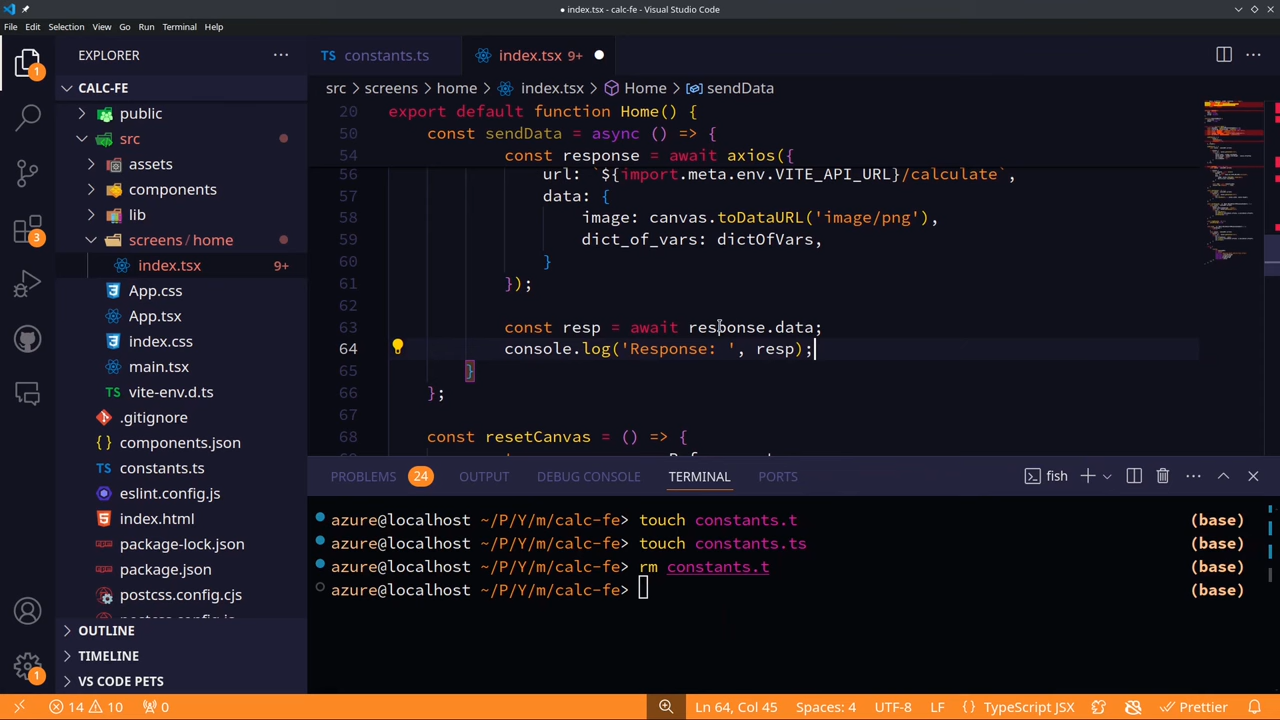 ● index.tsx - calc-fe - Visual Studio Code
File Edit Selection View Go Run Terminal Help
EXPLORER ···
1
3
1
CALC-FE
public
src
assets
components
lib
screens/home
index.tsx 9+
App.css
App.tsx
index.css
main.tsx
vite-env.d.ts
.gitignore
components.json
constants.ts
eslint.config.js
index.html
package-lock.json
package.json
postcss.config.cjs
OUTLINE
TIMELINE
VS CODE PETS
TS constants.ts
index.tsx 9+ ●
src > screens > home > index.tsx > Home > sendData
20 export default function Home() {
50 const sendData = async () => {
54 const response = await axios({
56 url: `${import.meta.env.VITE_API_URL}/calculate`,
57 data: {
58 image: canvas.toDataURL('image/png'),
59 dict_of_vars: dictOfVars,
60 }
61 });
62
63 const resp = await response.data;
64 console.log('Response: ', resp);
65 }
66 };
67
68 const resetCanvas = () => {
PROBLEMS 24 OUTPUT DEBUG CONSOLE TERMINAL PORTS fish
azure@localhost ~/P/Y/m/calc-fe> touch constants.t (base)
azure@localhost ~/P/Y/m/calc-fe> touch constants.ts (base)
azure@localhost ~/P/Y/m/calc-fe> rm constants.t (base)
azure@localhost ~/P/Y/m/calc-fe> (base)
14 10 0 Ln 64, Col 45 Spaces: 4 UTF-8 LF {} TypeScript JSX Prettier